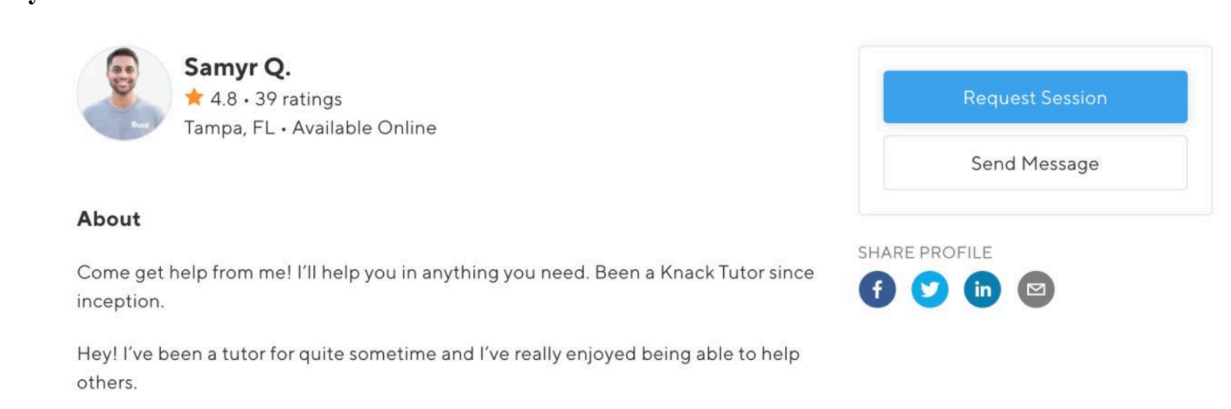 Samyr Q.
4.8 • 39 ratings
Tampa, FL • Available Online
Request Session
Send Message
About
Come get help from me! I'll help you in anything you need. Been a Knack Tutor since
inception.
Hey! I've been a tutor for quite sometime and I've really enjoyed being able to help
others.
SHARE PROFILE
f
in